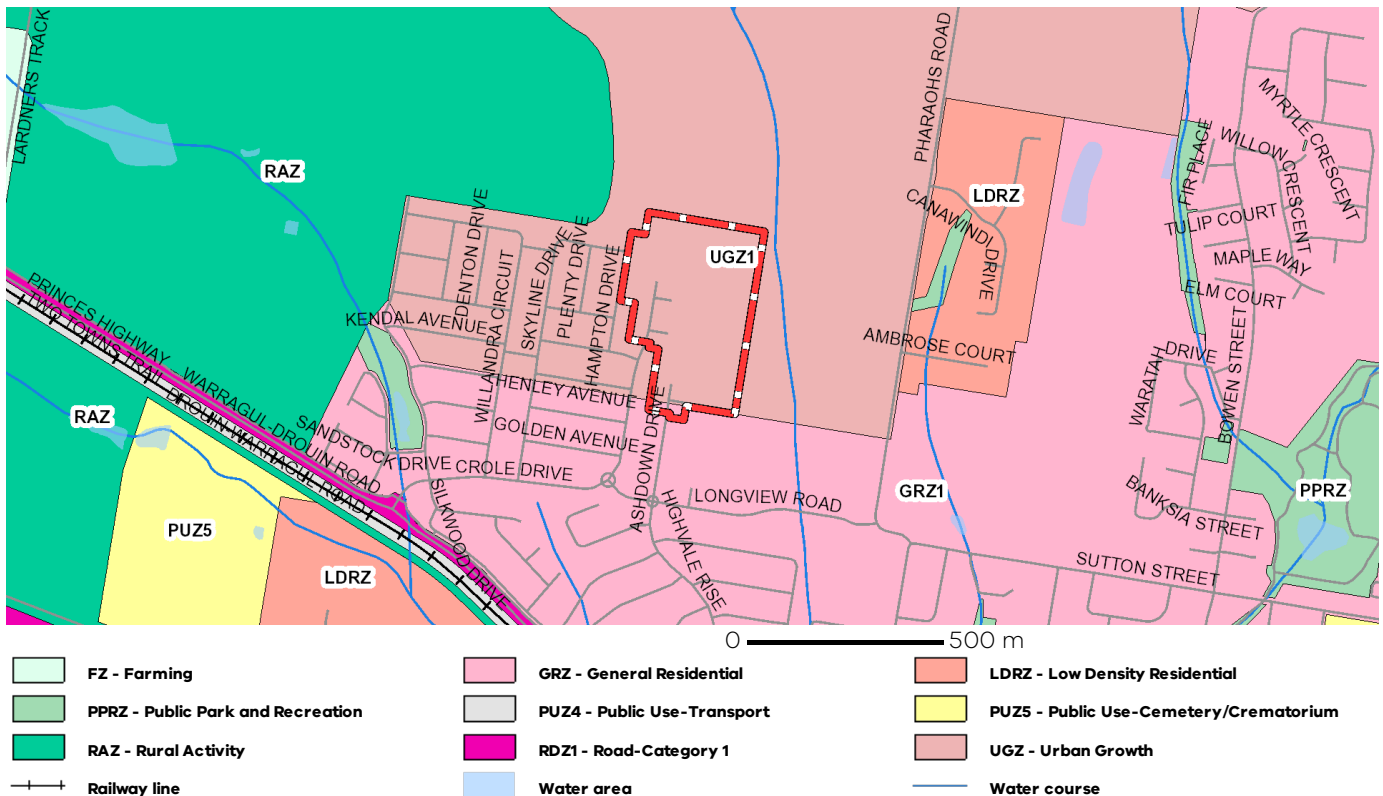 LARDNERS TRACK
PHARAOHS ROAD
MYRTLE CRESCENT
WILLOW CRESCENT
FIR PLACE
RAZ
LDRZ
CANAWINDI DRIVE
TULIP COURT
UGZ1
MAPLE WAY
ELM COURT
DENTON DRIVE
WILLANDRA CIRCUIT
SKYLINE DRIVE
PLENTY DRIVE
HAMPTON DRIVE
KENDAL AVENUE
PRINCES HIGHWAY - WARRAGUL-DROUIN ROAD
TWO TOWNS TRAIL
DROUIN-WARRAGUL ROAD
AMBROSE COURT
WARATAH DRIVE
BOWEN STREET
HENLEY AVENUE
RAZ
SANDSTOCK DRIVE
GOLDEN AVENUE
ASHDOWN DRIVE
CROLE DRIVE
SILKWOOD DRIVE
LONGVIEW ROAD
HIGHVALE RISE
GRZ1
BANKSIA STREET
PPRZ
PUZ5
LDRZ
SUTTON STREET
0 500 m
FZ - Farming
GRZ - General Residential
LDRZ - Low Density Residential
PPRZ - Public Park and Recreation
PUZ4 - Public Use-Transport
PUZ5 - Public Use-Cemetery/Crematorium
RAZ - Rural Activity
RDZ1 - Road-Category 1
UGZ - Urban Growth
Railway line
Water area
Water course